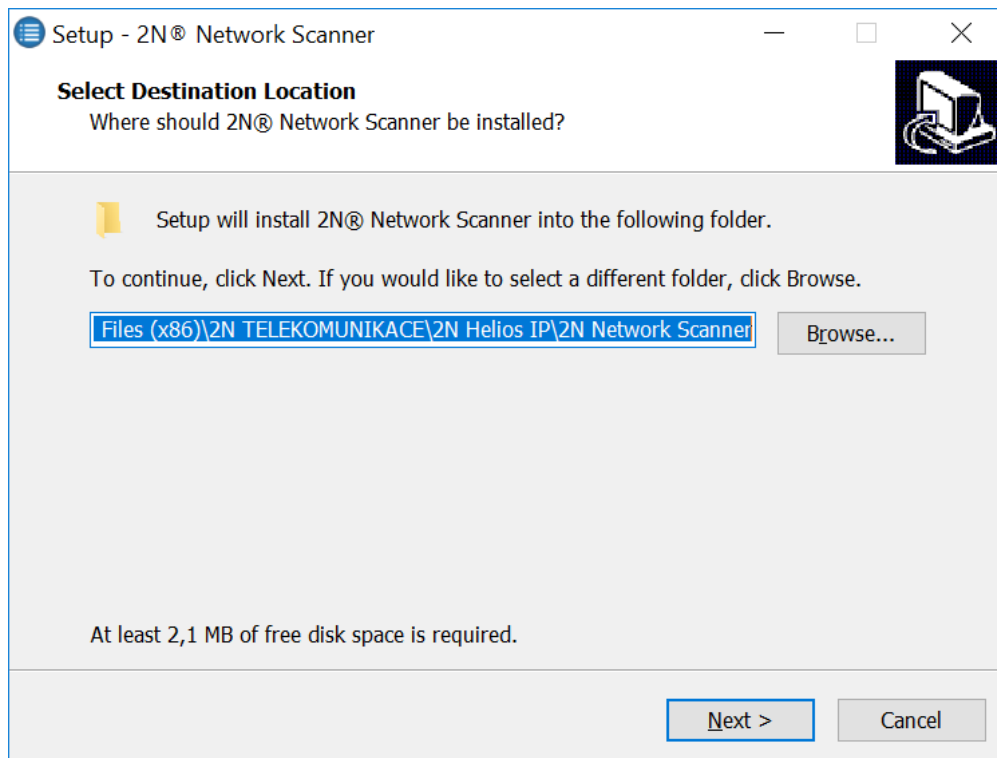 Setup - 2N® Network Scanner
Select Destination Location
Where should 2N® Network Scanner be installed?
Setup will install 2N® Network Scanner into the following folder.
To continue, click Next. If you would like to select a different folder, click Browse.
Files (x86)\2N TELEKOMUNIKACE\2N Helios IP\2N Network Scanner
Browse...
At least 2,1 MB of free disk space is required.
Next >
Cancel